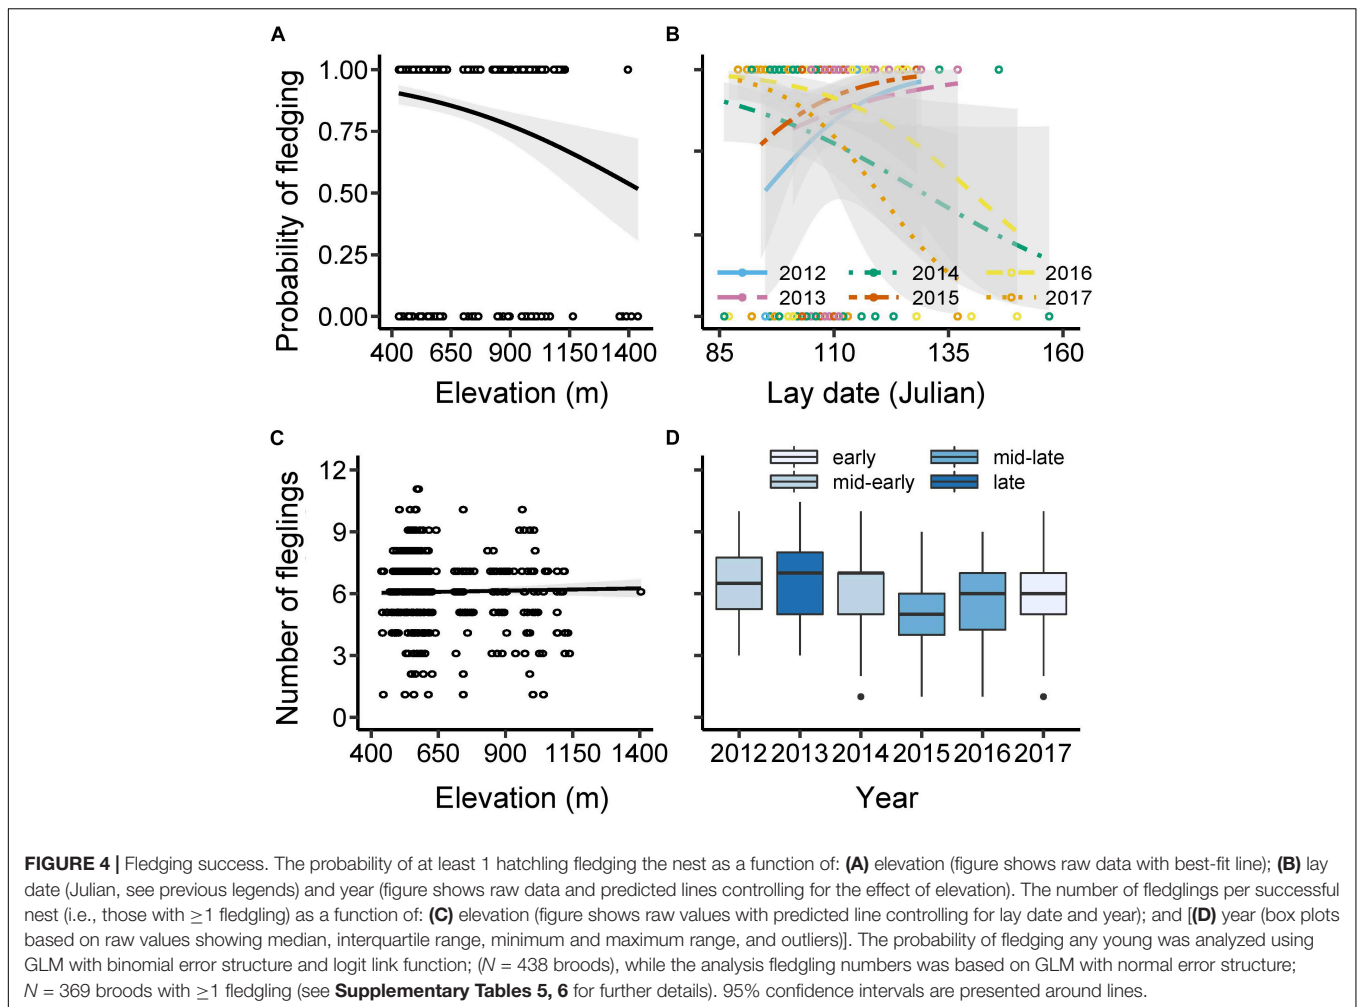 A
B
Probability of fledging
1.00
0.75
0.50
0.25
0.00
400 650 900 1150 1400
Elevation (m)
2012 2014 2016
2013 2015 2017
85 110 135 160
Lay date (Julian)
C
D
Number of fleglings
12
9
6
3
0
400 650 900 1150 1400
Elevation (m)
early mid-late
mid-early late
2012 2013 2014 2015 2016 2017
Year
FIGURE 4 | Fledging success. The probability of at least 1 hatchling fledging the nest as a function of: (A) elevation (figure shows raw data with best-fit line); (B) lay
date (Julian, see previous legends) and year (figure shows raw data and predicted lines controlling for the effect of elevation). The number of fledglings per successful
nest (i.e., those with ≥1 fledgling) as a function of: (C) elevation (figure shows raw values with predicted line controlling for lay date and year); and [(D) year (box plots
based on raw values showing median, interquartile range, minimum and maximum range, and outliers)]. The probability of fledging any young was analyzed using
GLM with binomial error structure and logit link function; (N = 438 broods), while the analysis fledgling numbers was based on GLM with normal error structure;
N = 369 broods with ≥1 fledgling (see Supplementary Tables 5, 6 for further details). 95% confidence intervals are presented around lines.